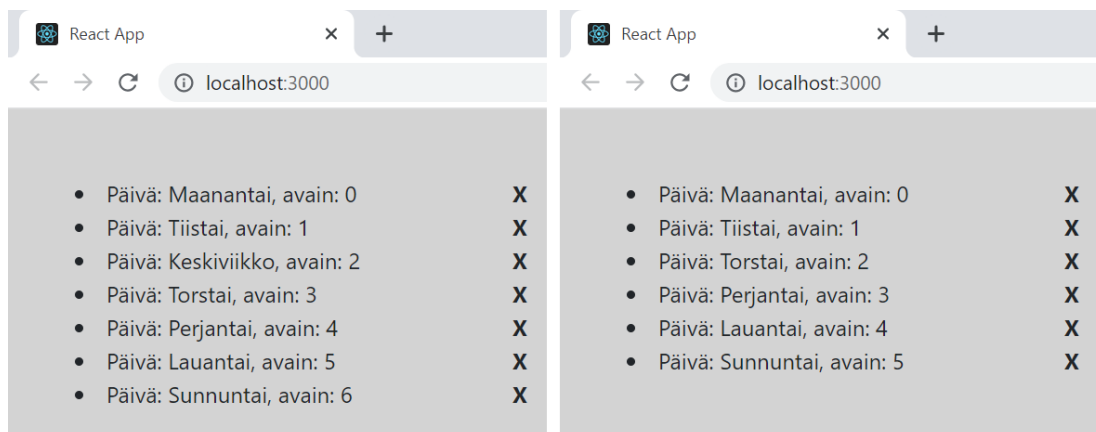 React App
localhost:3000
Päivä: Maanantai, avain: 0 X
Päivä: Tiistai, avain: 1 X
Päivä: Keskiviikko, avain: 2 X
Päivä: Torstai, avain: 3 X
Päivä: Perjantai, avain: 4 X
Päivä: Lauantai, avain: 5 X
Päivä: Sunnuntai, avain: 6 X
React App
localhost:3000
Päivä: Maanantai, avain: 0 X
Päivä: Tiistai, avain: 1 X
Päivä: Torstai, avain: 2 X
Päivä: Perjantai, avain: 3 X
Päivä: Lauantai, avain: 4 X
Päivä: Sunnuntai, avain: 5 X